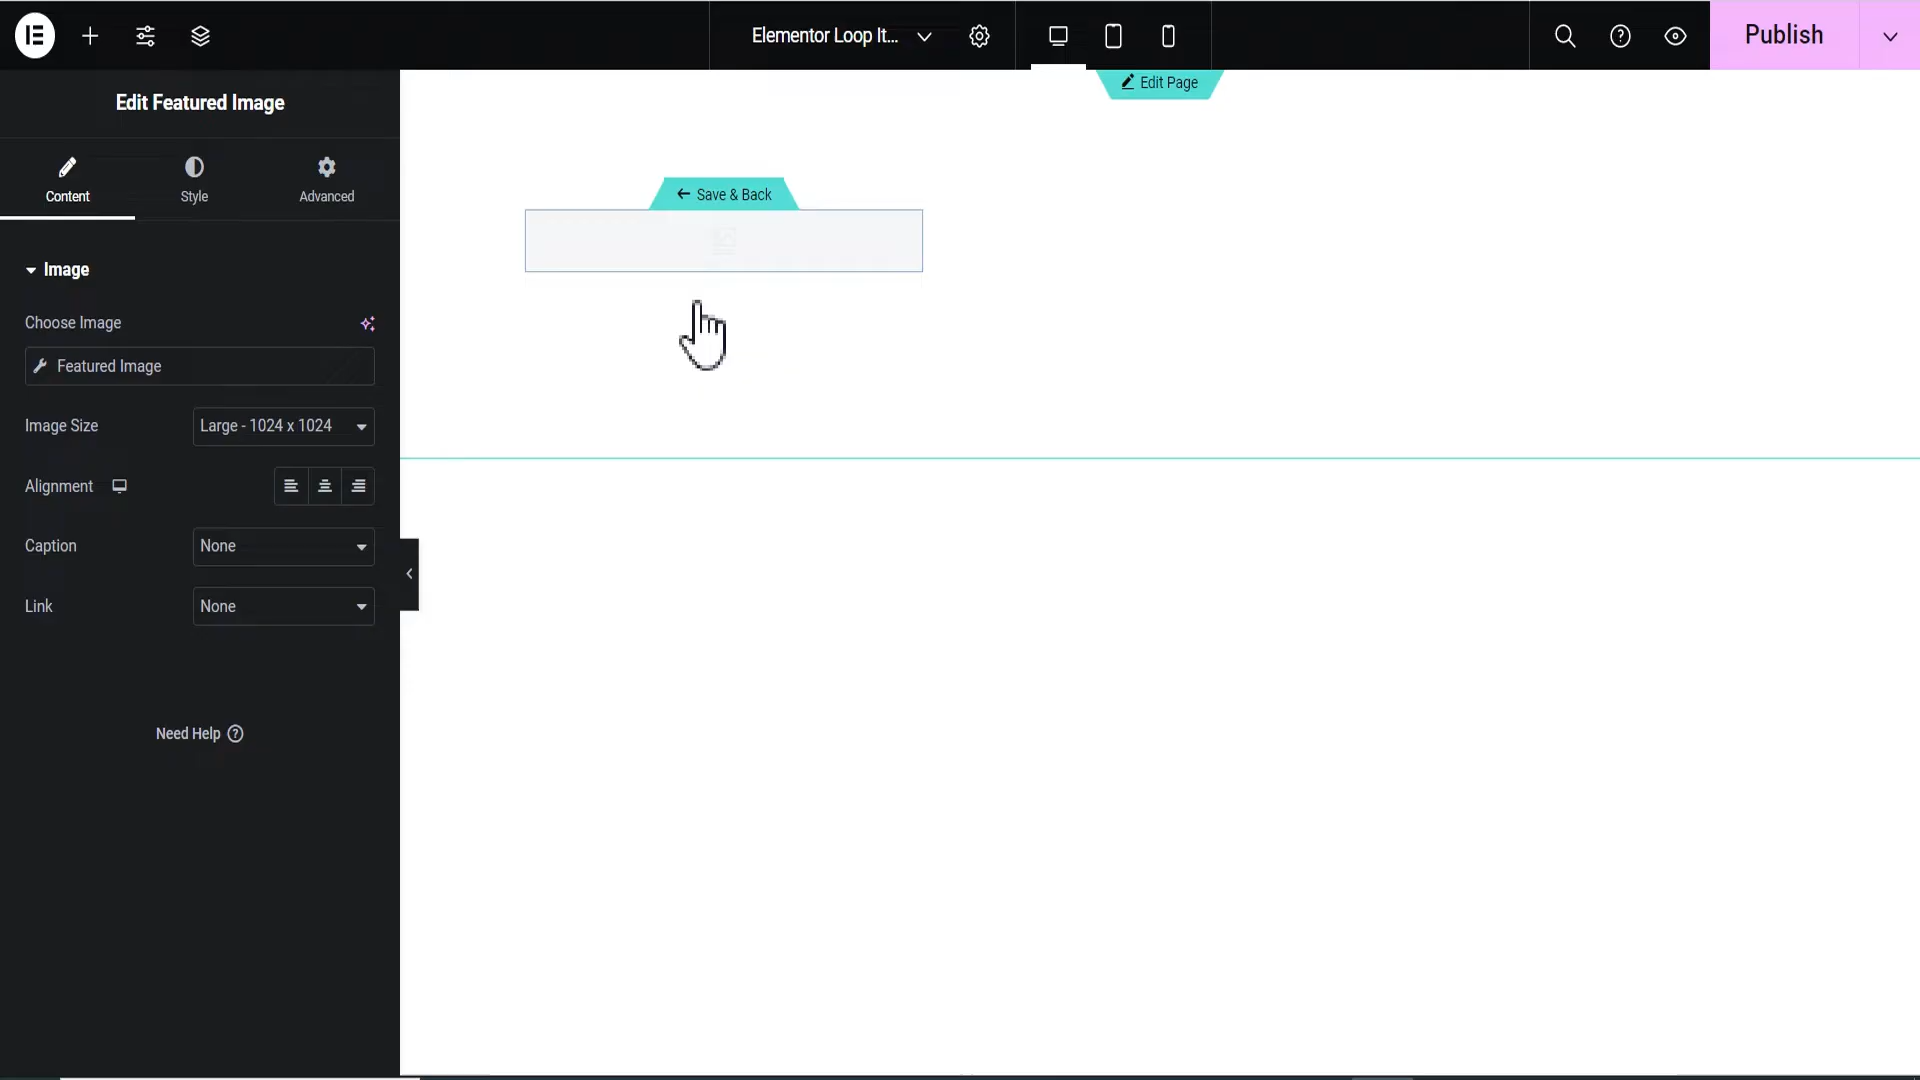 Elementor Loop It...
Publish
Edit Featured Image
Edit Page
Content
Style
Advanced
Save & Back
Image
Choose Image
Featured Image
Image Size
Large - 1024 x 1024
Alignment
Caption
None
Link
None
Need Help